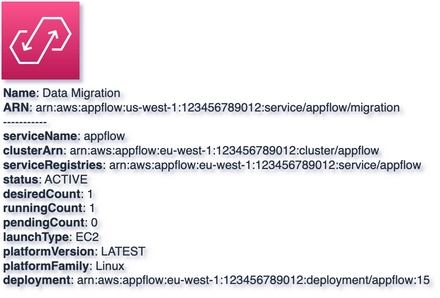 Name: Data Migration
ARN: arn:aws:appflow:us-west-1:123456789012:service/appflow/migration
-----------
serviceName: appflow
clusterArn: arn:aws:appflow:eu-west-1:123456789012:cluster/appflow
serviceRegistries: arn:aws:appflow:eu-west-1:123456789012:service/appflow
status: ACTIVE
desiredCount: 1
runningCount: 1
pendingCount: 0
launchType: EC2
platformVersion: LATEST
platformFamily: Linux
deployment: arn:aws:appflow:eu-west-1:123456789012:deployment/appflow:15